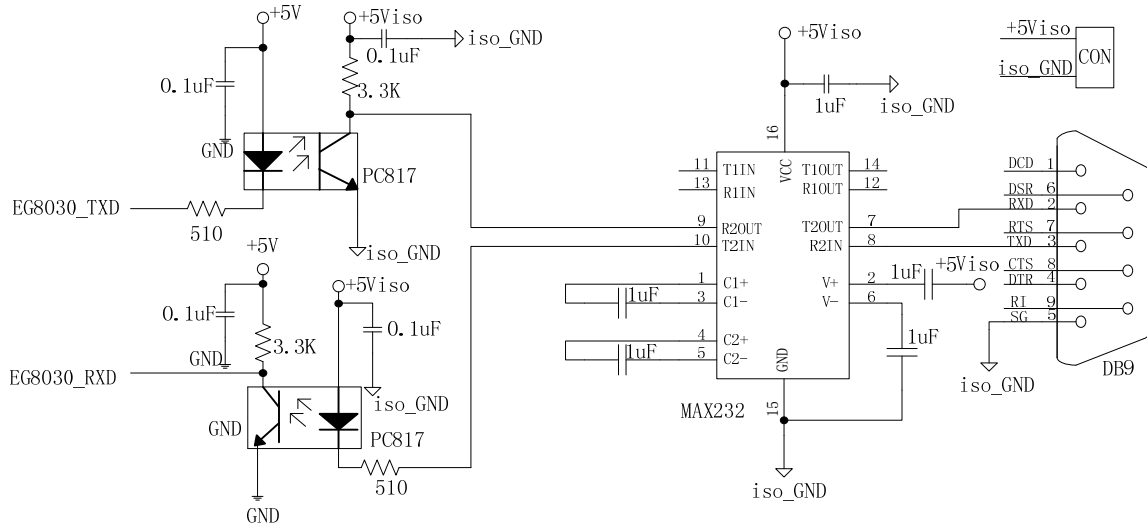 +5V
+5Viso
0.1uF
iso_GND
0.1uF
3.3K
GND
PC817
EG8030_TXD
510
iso_GND
+5V
+5Viso
0.1uF
0.1uF
3.3K
GND
EG8030_RXD
iso_GND
GND
PC817
510
GND
+5Viso
1uF
iso_GND
16
11 T1IN VCC T1OUT 14
13 R1IN R1OUT 12
9 R2OUT T2OUT 7
10 T2IN R2IN 8
1 C1+ V+ 2
3 C1- V- 6
4 C2+
5 C2-
GND
15
1uF
1uF
1uF
+5Viso
1uF
MAX232
iso_GND
+5Viso
iso_GND
CON
DCD 1
DSR 6
RXD 2
RTS 7
TXD 3
CTS 8
DTR 4
RI 9
SG 5
iso_GND
DB9